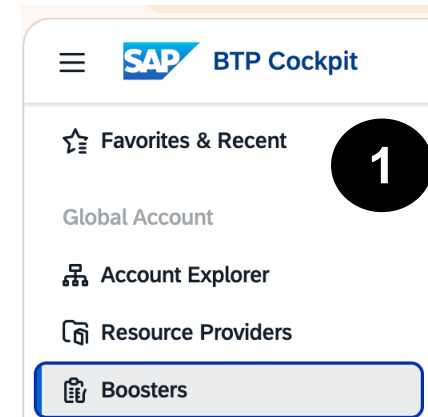 SAP BTP Cockpit
Favorites & Recent
1
Global Account
Account Explorer
Resource Providers
Boosters